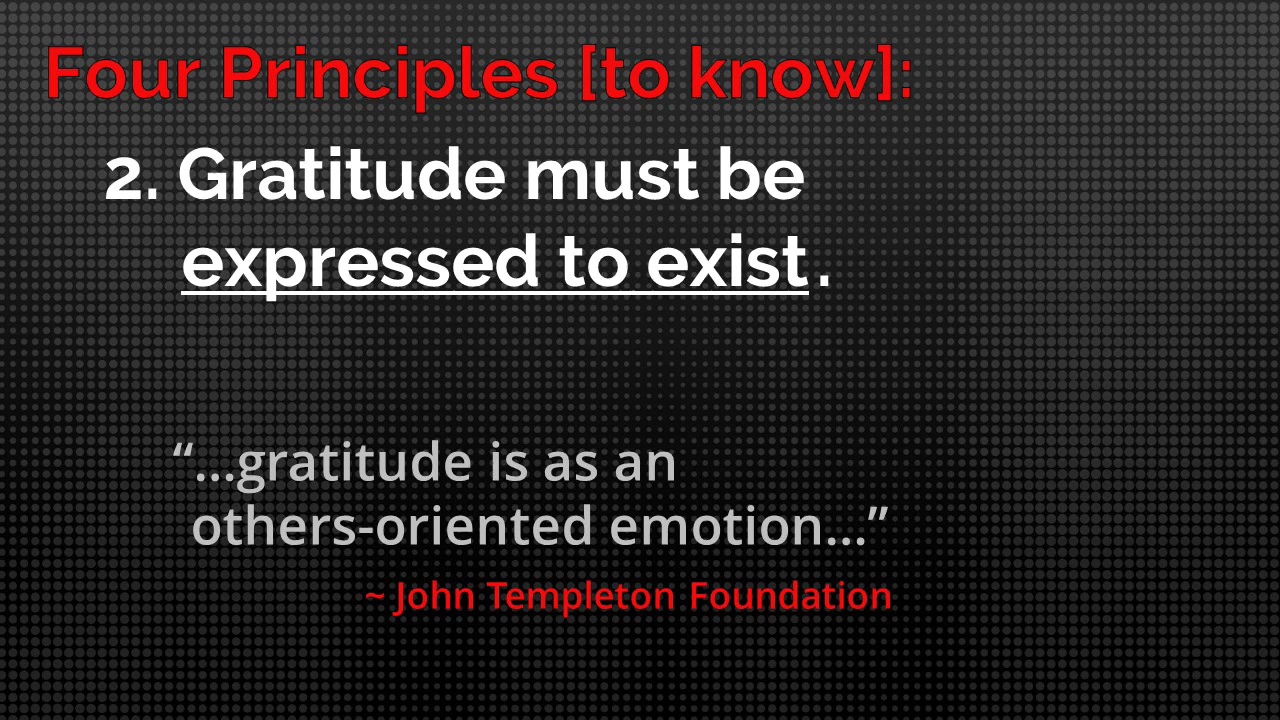 Four Principles [to know]:
2. Gratitude must be
expressed to exist.
“...gratitude is as an
others-oriented emotion...”
~ John Templeton Foundation